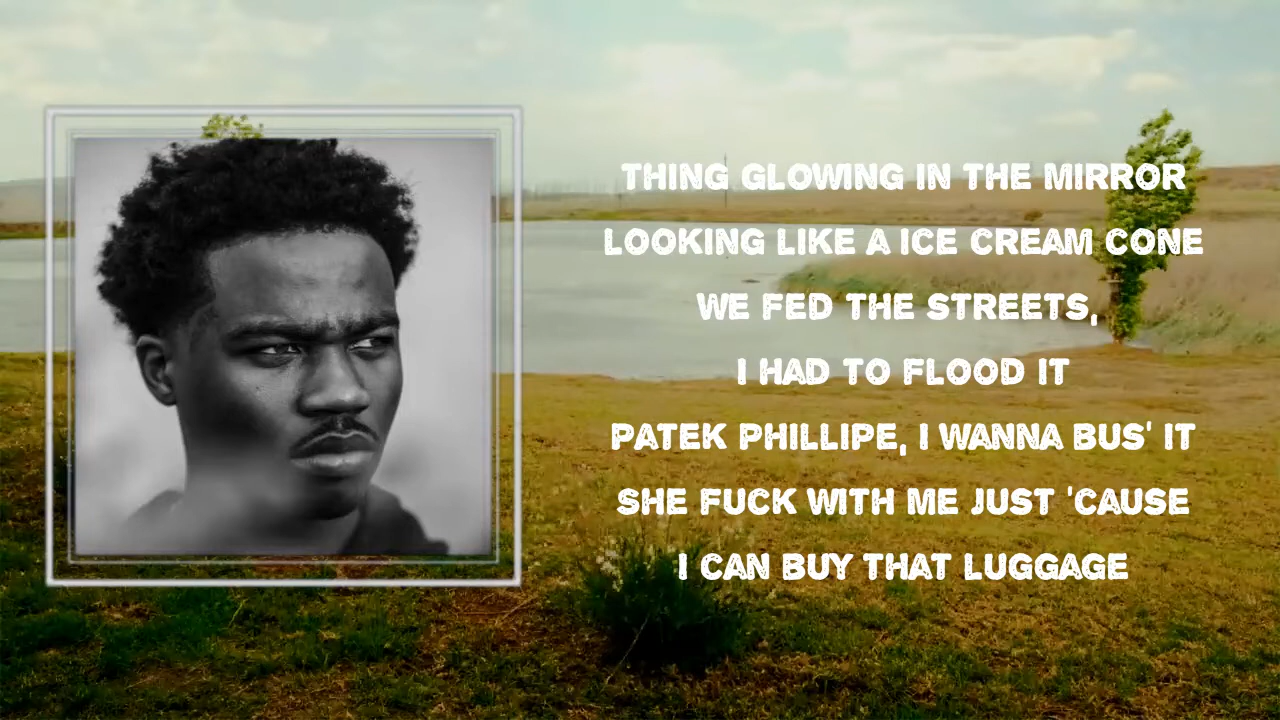 THING GLOWING IN THE MIRROR
LOOKING LIKE A ICE CREAM CONE
WE FED THE STREETS,
I HAD TO FLOOD IT
PATEK PHILLIPE, I WANNA BUS' IT
SHE FUCK WITH ME JUST 'CAUSE
I CAN BUY THAT LUGGAGE